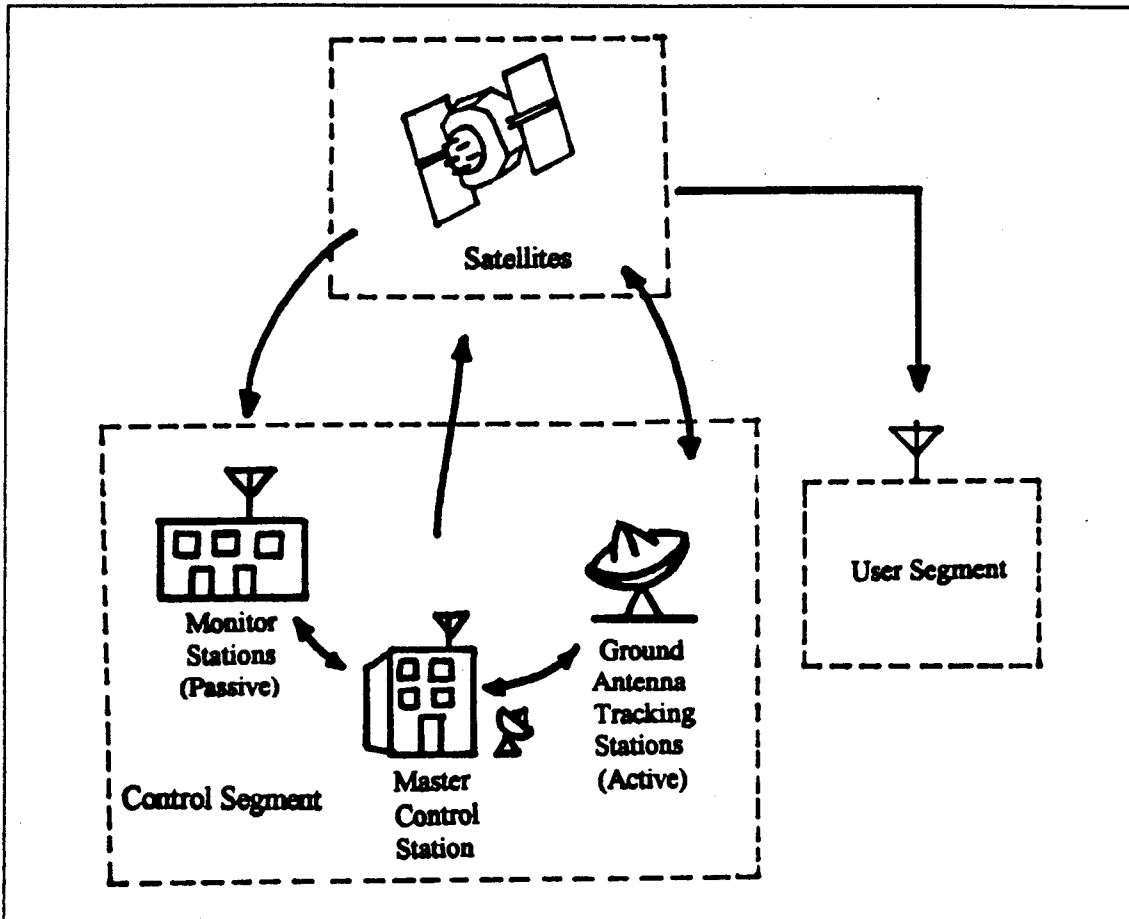 Satellites
User Segment
Monitor
Stations
(Passive)
Ground
Antenna
Tracking
Stations
(Active)
Control Segment
Master
Control
Station